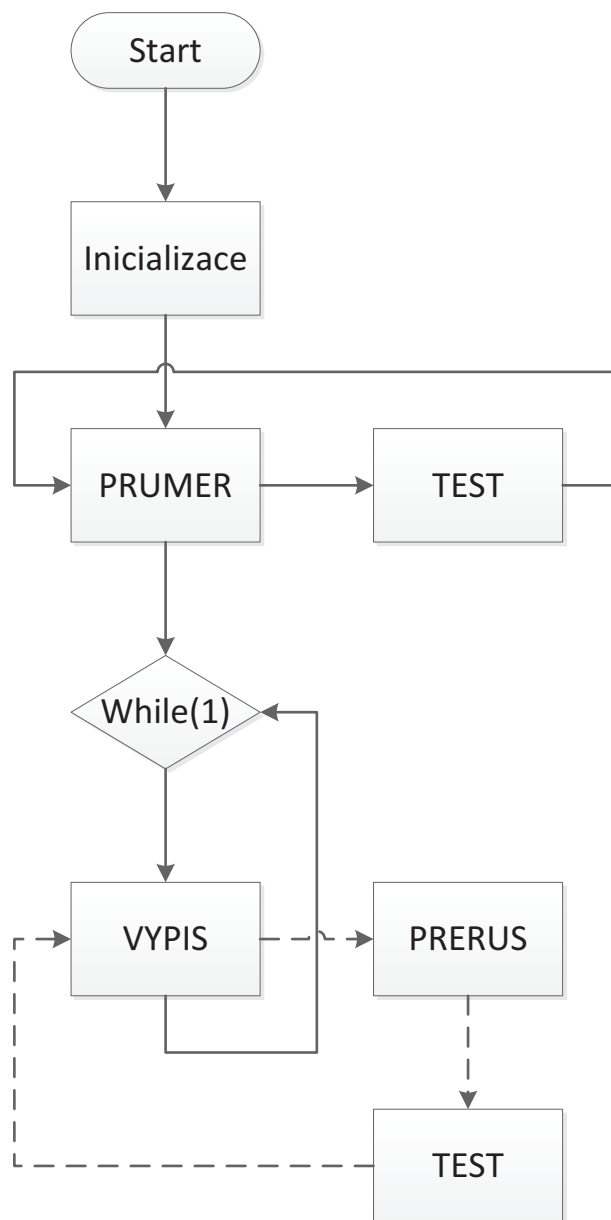 Start
Inicializace
PRUMER
TEST
While(1)
VYPIS
PRERUS
TEST